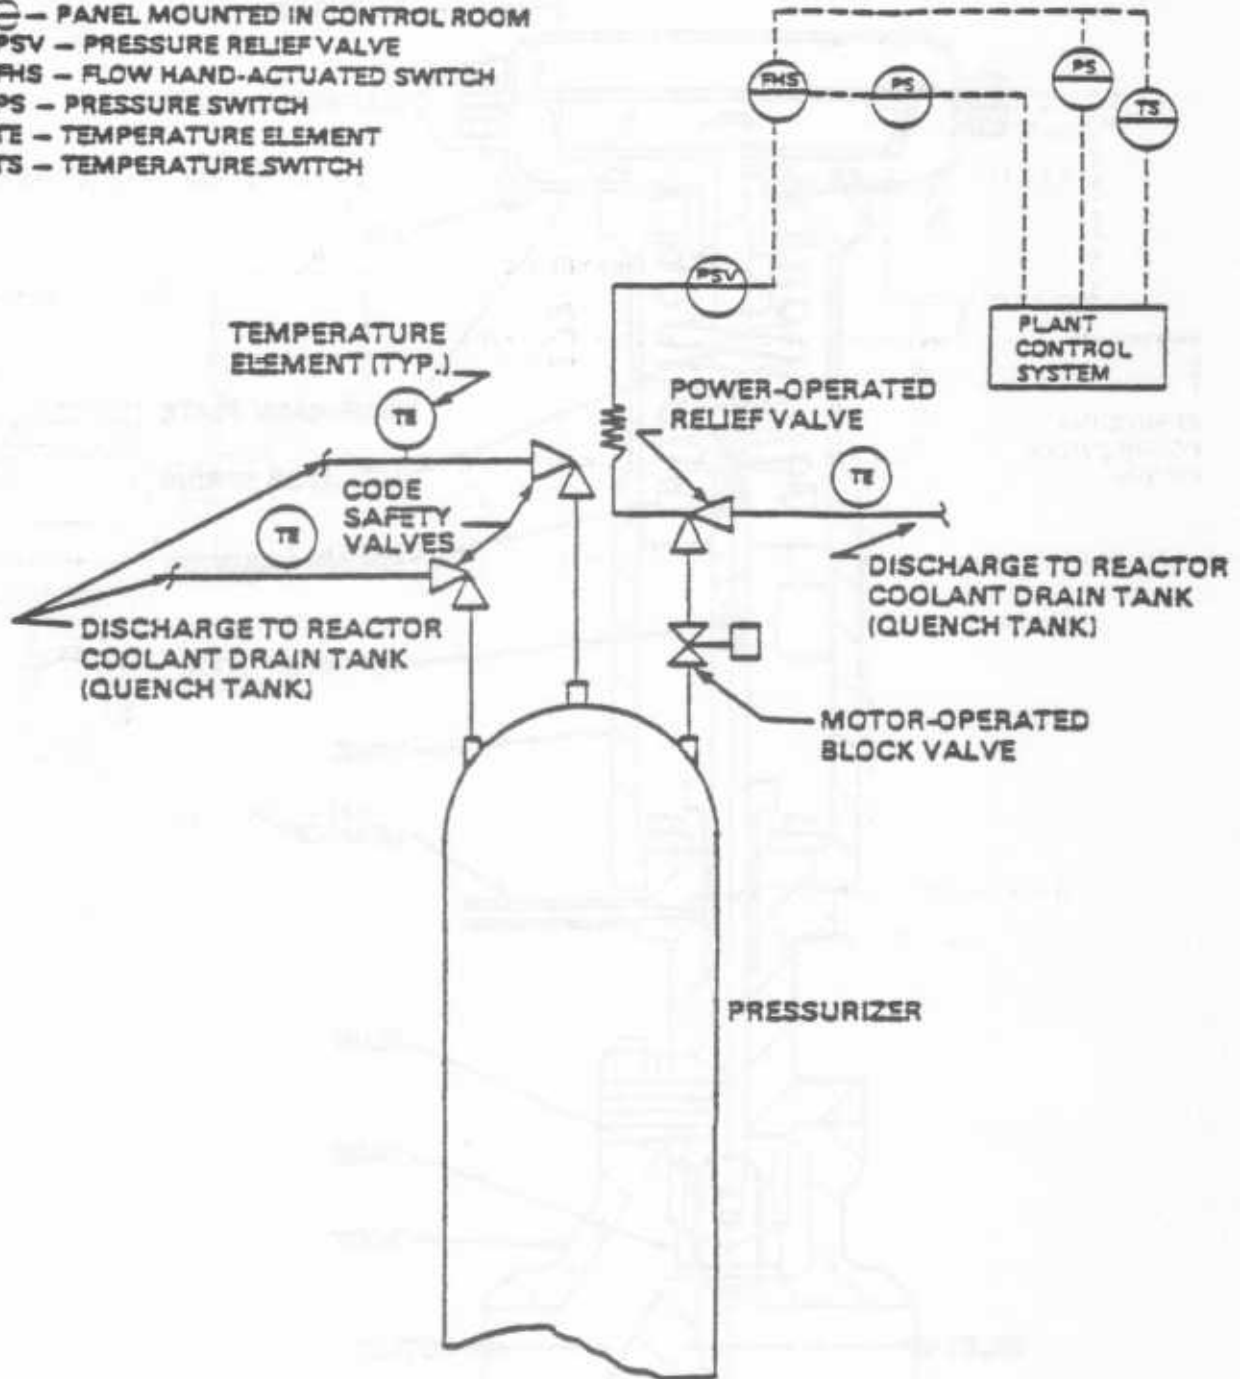 — PANEL MOUNTED IN CONTROL ROOM
PSV — PRESSURE RELIEF VALVE
FHS — FLOW HAND-ACTUATED SWITCH
PS — PRESSURE SWITCH
TE — TEMPERATURE ELEMENT
TS — TEMPERATURE SWITCH
FHS
PS
PS
TS
PSV
PLANT
CONTROL
SYSTEM
TEMPERATURE
ELEMENT (TYP.)
TE
POWER-OPERATED
RELIEF VALVE
TE
CODE
SAFETY
VALVES
TE
DISCHARGE TO REACTOR
COOLANT DRAIN TANK
(QUENCH TANK)
DISCHARGE TO REACTOR
COOLANT DRAIN TANK
(QUENCH TANK)
MOTOR-OPERATED
BLOCK VALVE
PRESSURIZER